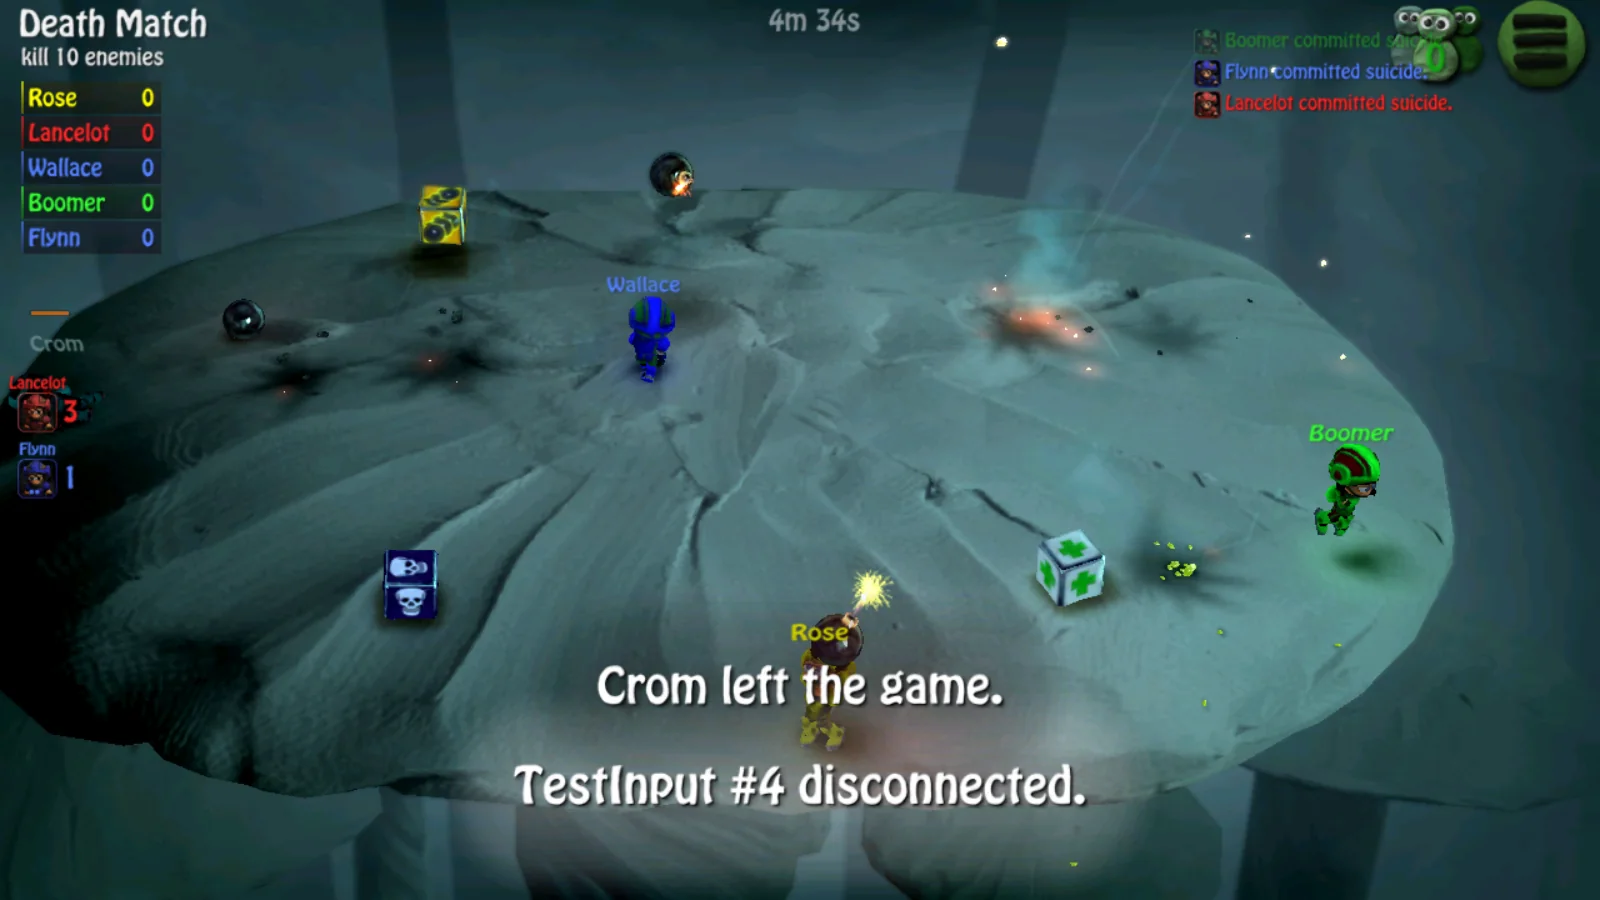 Death Match
kill 10 enemies
4m 34s
Rose 0
Lancelot 0
Wallace 0
Boomer 0
Flynn 0
Boomer committed suicide.
Flynn committed suicide.
Lancelot committed suicide.
0
Crom
Lancelot
3
Flynn
1
Wallace
Boomer
Rose
Crom left the game.
TestInput #4 disconnected.